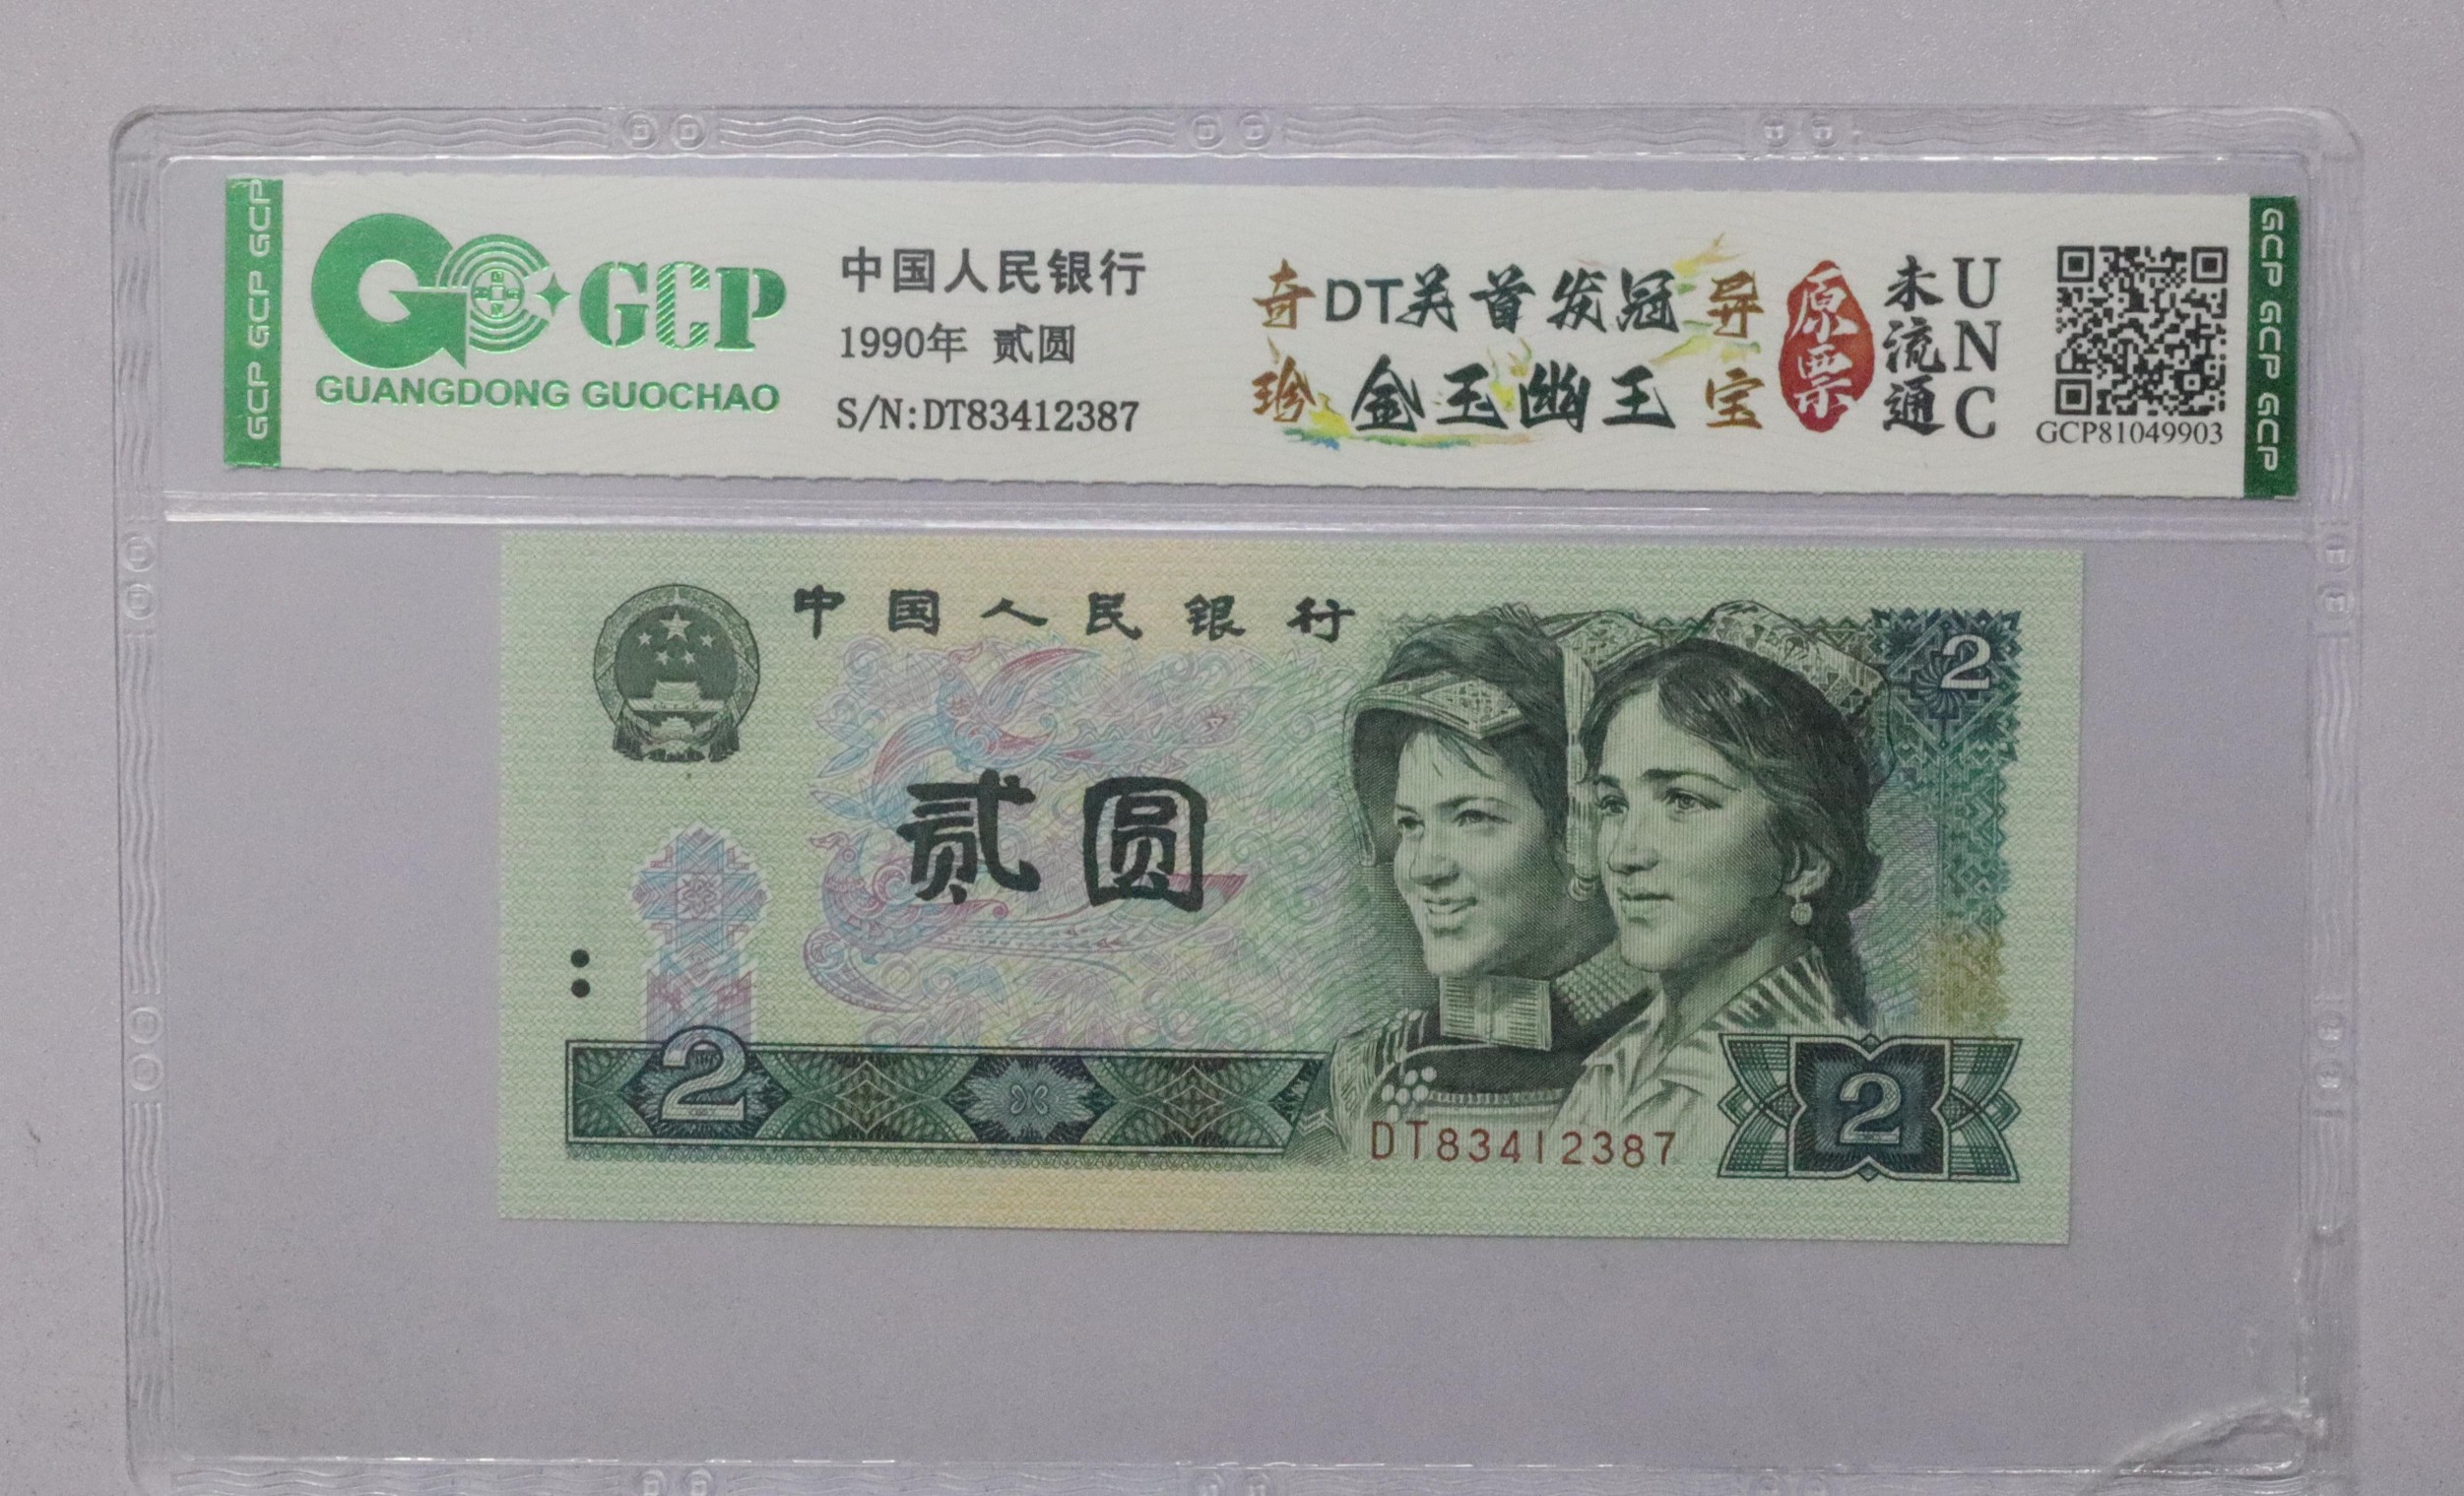 GCP GCP GCP
GCP
GUANGDONG GUOCHAO
中国人民银行
1990年 贰圆
S/N:DT83412387
奇 DT关首发冠 异
珍 金玉幽王 宝
原票
未流通
UNC
GCP81049903
GCP GCP GCP GCP
中国人民银行
2
贰圆
2
2
DT83412387